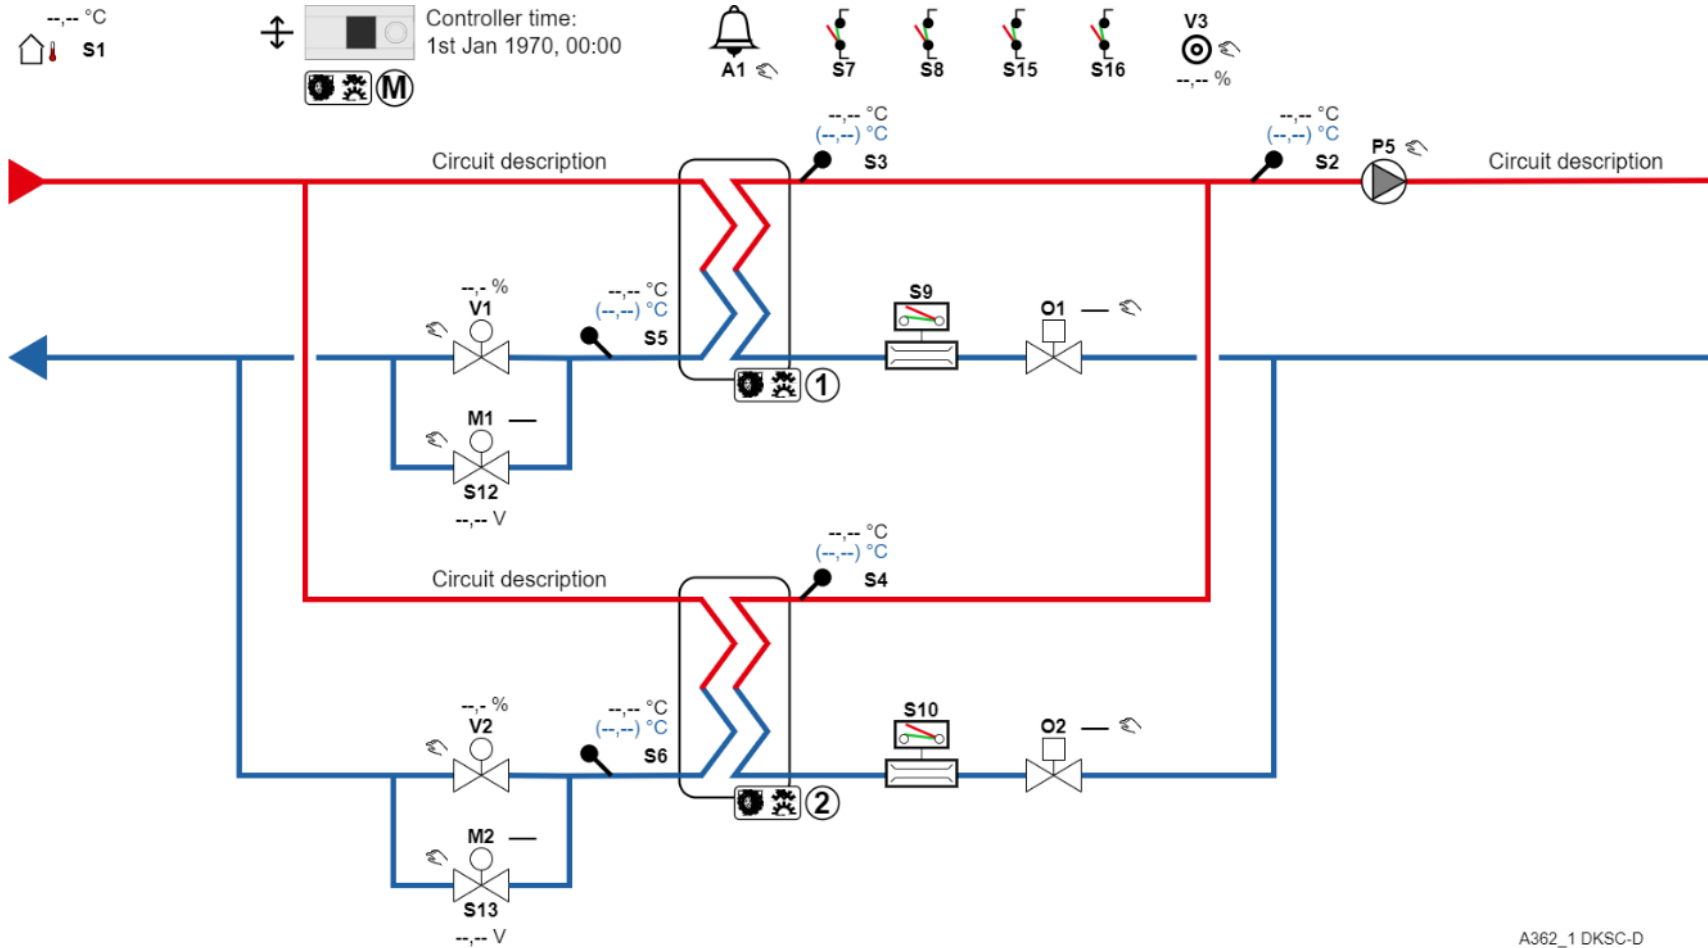 --,-- °C
S1
Controller time:
1st Jan 1970, 00:00
M
A1
S7
S8
S15
S16
V3
--,-- %
--,-- °C
(--,--) °C
S3
--,-- °C
(--,--) °C
S2
P5
Circuit description
Circuit description
--,- %
V1
--,-- °C
(--,--) °C
S5
S9
O1
1
M1
S12
--,-- V
--,-- °C
(--,--) °C
S4
Circuit description
--,- %
V2
--,-- °C
(--,--) °C
S6
S10
O2
2
M2
S13
--,-- V
A362_1 DKSC-D